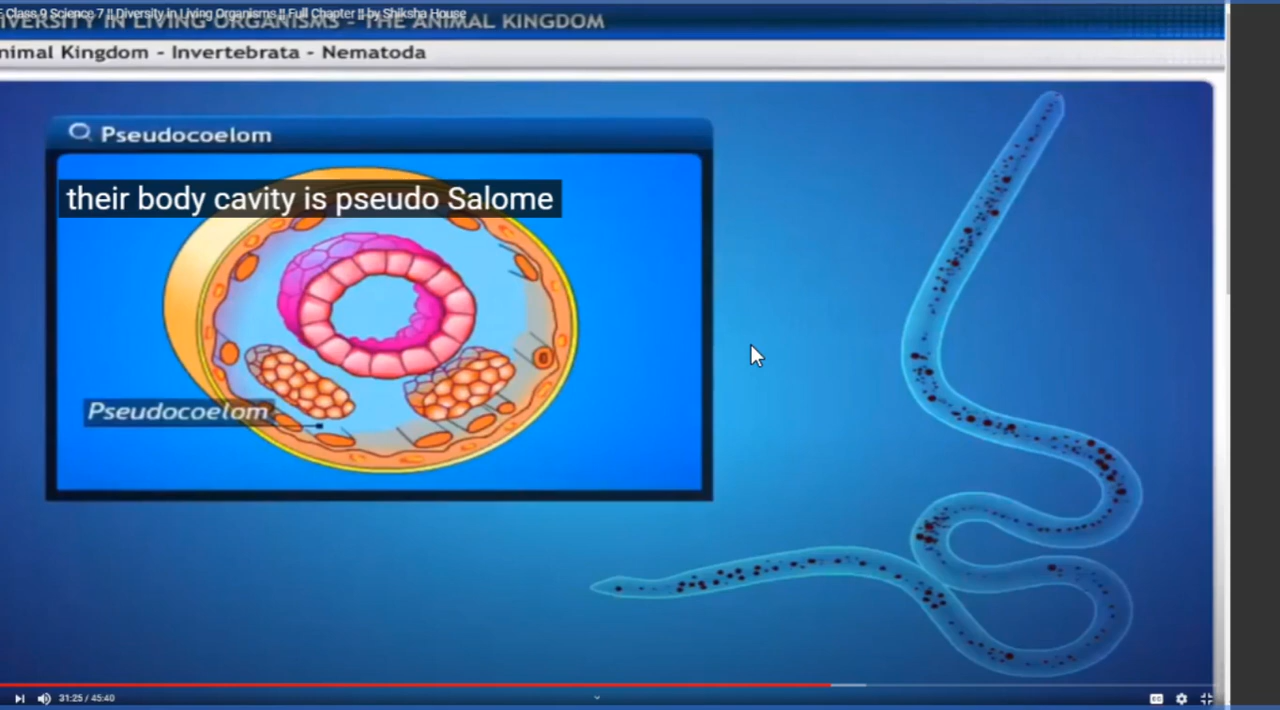 Class 9 Science 7 || Diversity in Living Organisms || Full Chapter || by Shiksha House
IVERSITY IN LIVING ORGANISMS - THE ANIMAL KINGDOM
nimal Kingdom - Invertebrata - Nematoda
Pseudocoelom
their body cavity is pseudo Salome
Pseudocoelom
31:25 / 45:40
CC